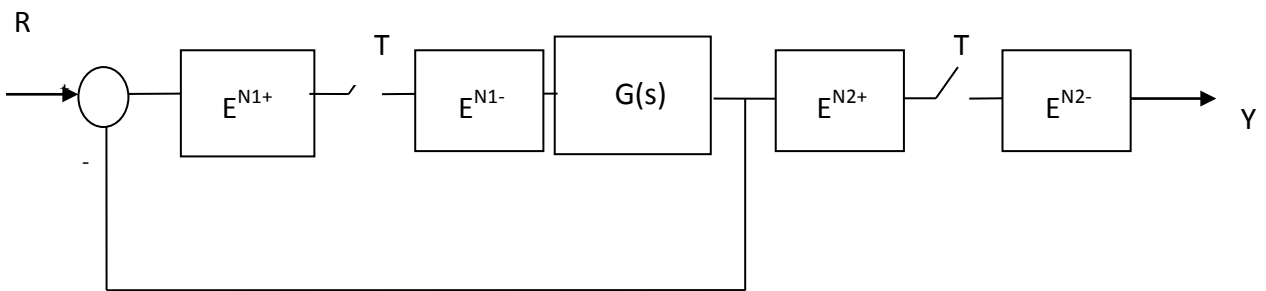 R
T
T
+
E^N1+
E^N1-
G(s)
E^N2+
E^N2-
Y
-